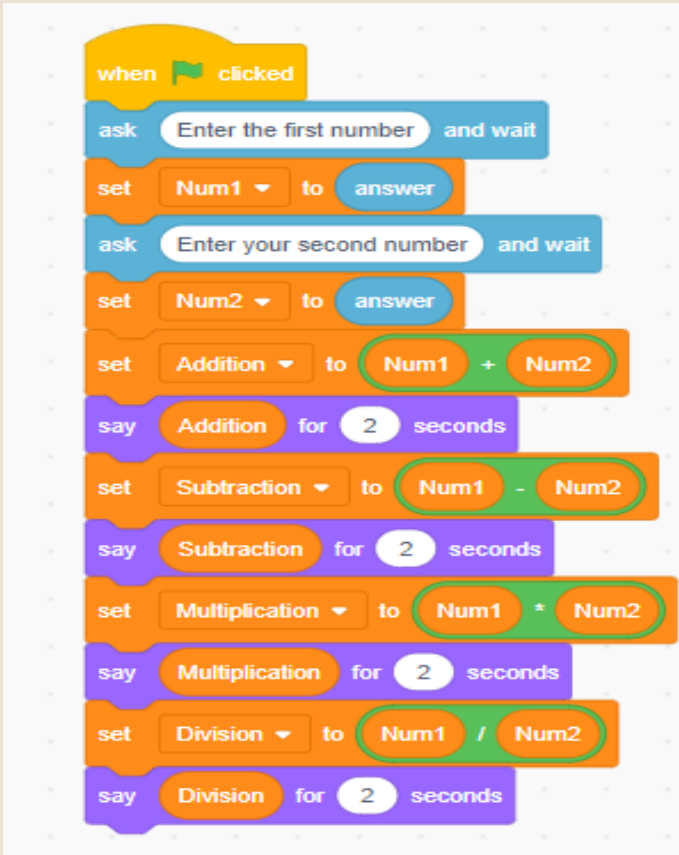 when clicked
ask Enter the first number and wait
set Num1 to answer
ask Enter your second number and wait
set Num2 to answer
set Addition to Num1 + Num2
say Addition for 2 seconds
set Subtraction to Num1 - Num2
say Subtraction for 2 seconds
set Multiplication to Num1 * Num2
say Multiplication for 2 seconds
set Division to Num1 / Num2
say Division for 2 seconds